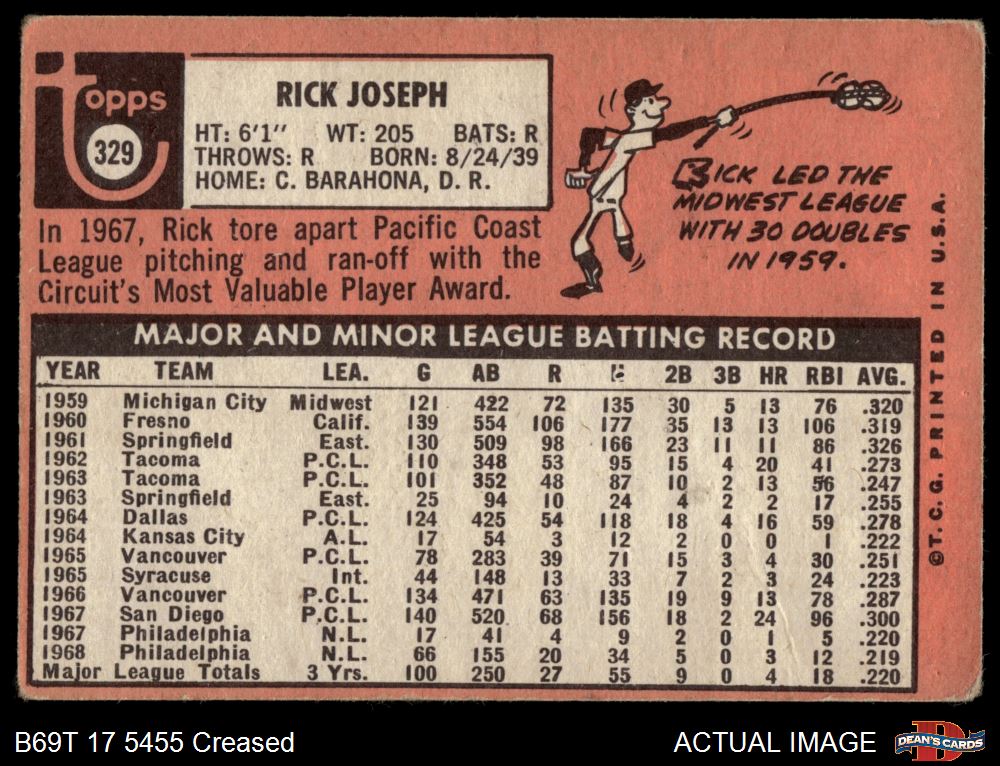 Topps
329
RICK JOSEPH
HT: 6'1" WT: 205 BATS: R
THROWS: R BORN: 8/24/39
HOME: C. BARAHONA, D. R.
In 1967, Rick tore apart Pacific Coast
League pitching and ran-off with the
Circuit's Most Valuable Player Award.
RICK LED THE
MIDWEST LEAGUE
WITH 30 DOUBLES
IN 1959.
MAJOR AND MINOR LEAGUE BATTING RECORD
YEAR TEAM LEA. G AB R H 2B 3B HR RBI AVG.
1959 Michigan City Midwest 121 422 72 135 30 5 13 76 .320
1960 Fresno Calif. 139 554 106 177 35 13 13 106 .319
1961 Springfield East. 130 509 98 166 23 11 11 86 .326
1962 Tacoma P.C.L. 110 348 53 95 15 4 20 41 .273
1963 Tacoma P.C.L. 101 352 48 87 10 2 13 56 .247
1963 Springfield East. 25 94 10 24 4 2 2 17 .255
1964 Dallas P.C.L. 124 425 54 118 18 4 16 59 .278
1964 Kansas City A.L. 17 54 3 12 2 0 0 1 .222
1965 Vancouver P.C.L. 78 283 39 71 15 3 4 30 .251
1965 Syracuse Int. 44 148 13 33 7 2 3 24 .223
1966 Vancouver P.C.L. 134 471 63 135 19 9 13 78 .287
1967 San Diego P.C.L. 140 520 68 156 18 2 24 96 .300
1967 Philadelphia N.L. 17 41 4 9 2 0 1 5 .220
1968 Philadelphia N.L. 66 155 20 34 5 0 3 12 .219
Major League Totals 3 Yrs. 100 250 27 55 9 0 4 18 .220
©T. C. G. PRINTED IN U.S.A.
B69T 17 5455 Creased
ACTUAL IMAGE
DEAN'S CARDS